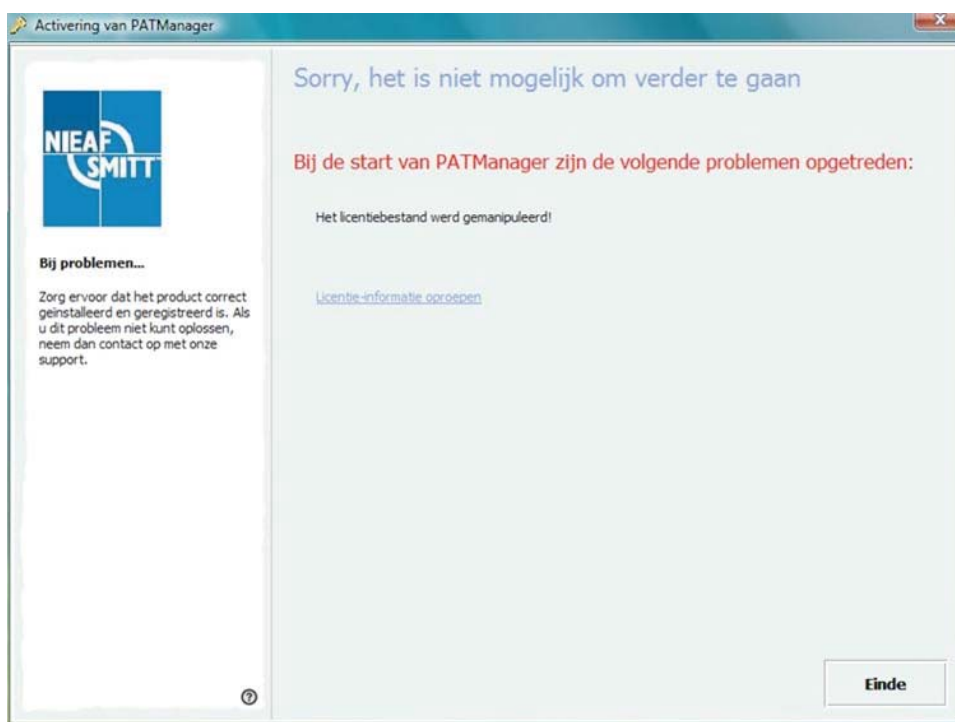 Activering van PATManager
X
NIEAF
SMITT
Bij problemen...
Zorg ervoor dat het product correct
geïnstalleerd en geregistreerd is. Als
u dit probleem niet kunt oplossen,
neem dan contact op met onze
support.
?
Sorry, het is niet mogelijk om verder te gaan
Bij de start van PATManager zijn de volgende problemen opgetreden:
Het licentiebestand werd gemanipuleerd!
Licentie-informatie oproepen
Einde